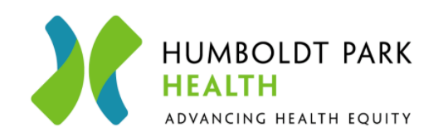 HUMBOLDT PARK
HEALTH
ADVANCING HEALTH EQUITY